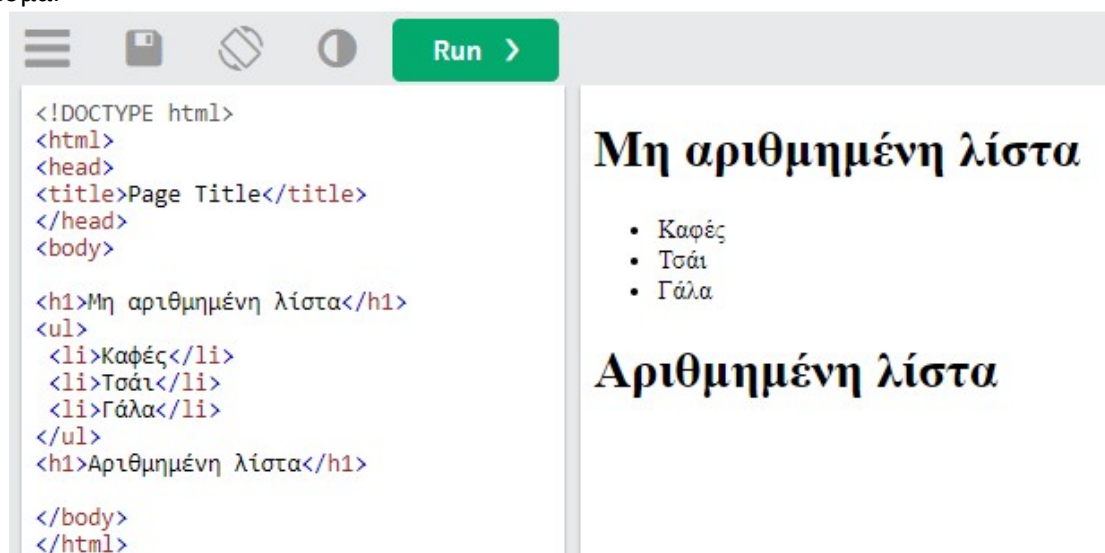 Run ❯
<!DOCTYPE html>
<html>
<head>
<title>Page Title</title>
</head>
<body>
<h1>Μη αριθμημένη λίστα</h1>
<ul>
<li>Καφές</li>
<li>Τσάι</li>
<li>Γάλα</li>
</ul>
<h1>Αριθμημένη λίστα</h1>
</body>
</html>
Μη αριθμημένη λίστα
• Καφές
• Τσάι
• Γάλα
Αριθμημένη λίστα